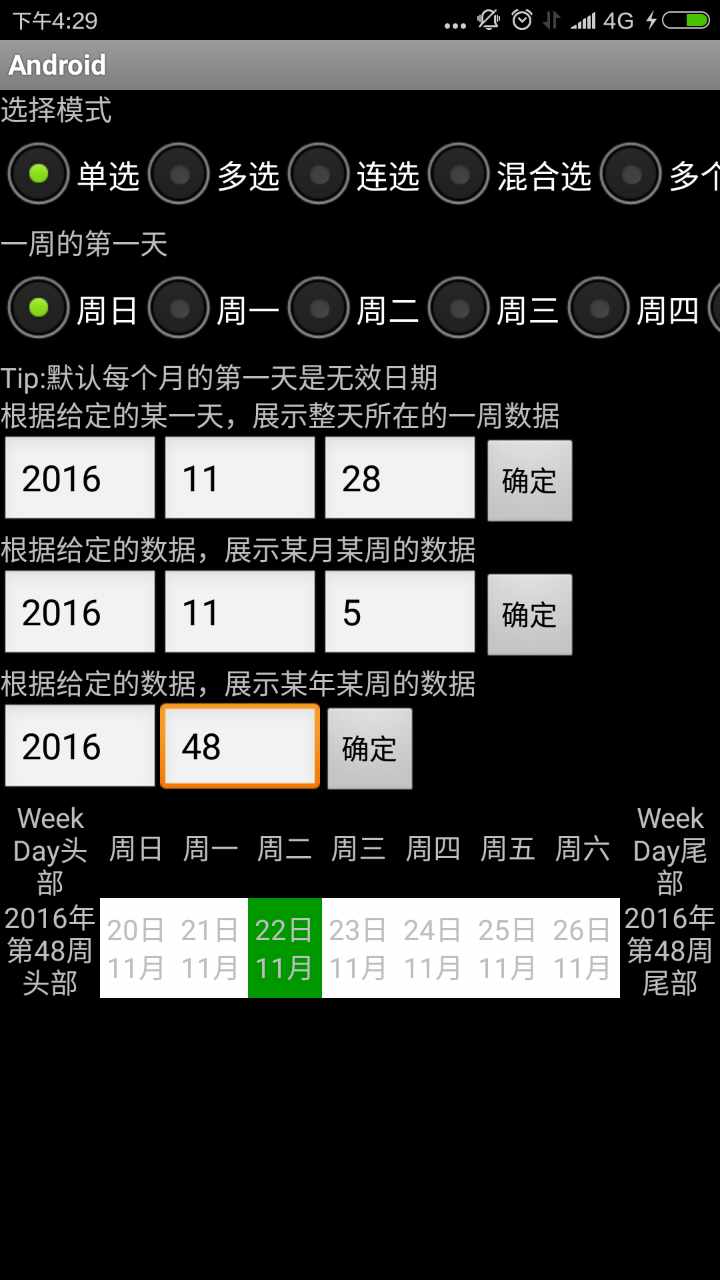 下午4:29
4G
Android
选择模式
单选 多选 连选 混合选 多个
一周的第一天
周日 周一 周二 周三 周四
Tip:默认每个月的第一天是无效日期
根据给定的某一天，展示整天所在的一周数据
2016 11 28 确定
根据给定的数据，展示某月某周的数据
2016 11 5 确定
根据给定的数据，展示某年某周的数据
2016 48 确定
Week
Day头
部
周日 周一 周二 周三 周四 周五 周六
Week
Day尾
部
2016年
第48周
头部
20日 21日 22日 23日 24日 25日 26日
11月 11月 11月 11月 11月 11月 11月
2016年
第48周
尾部